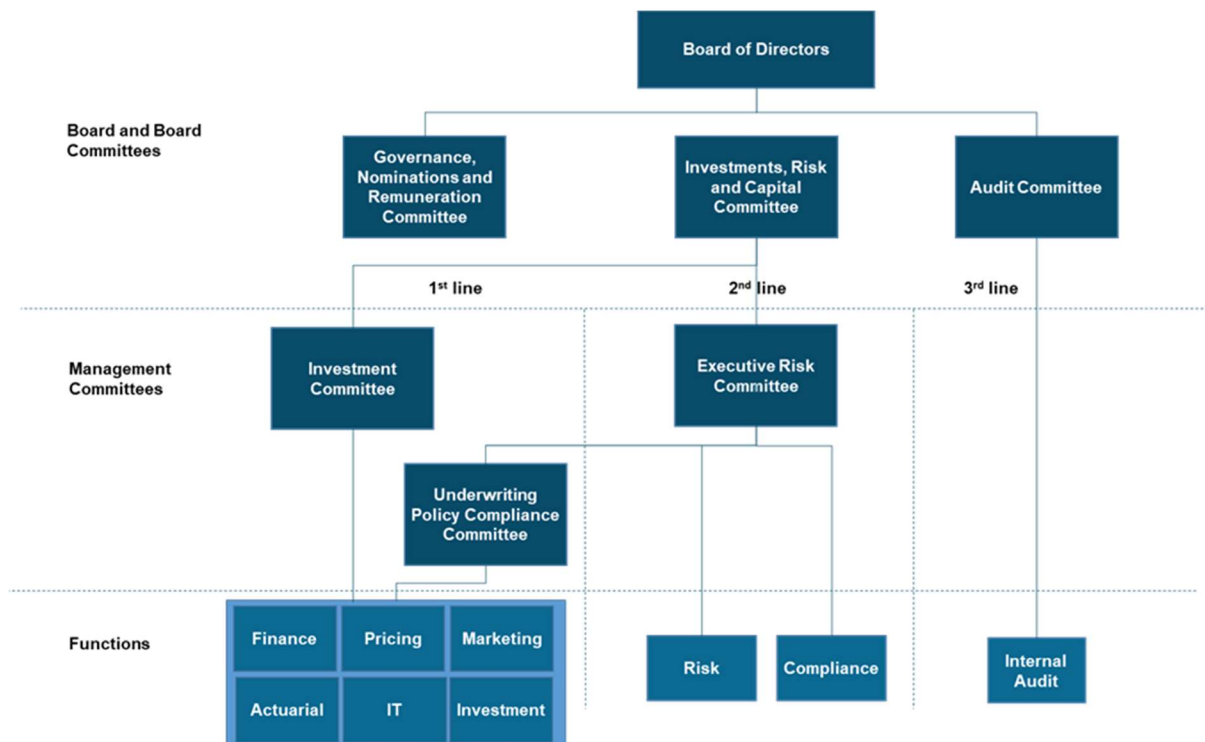 Board of Directors
Board and Board
Committees
Governance,
Nominations and
Remuneration
Committee
Investments, Risk
and Capital
Committee
Audit Committee
1st line
2nd line
3rd line
Management
Committees
Investment
Committee
Executive Risk
Committee
Underwriting
Policy Compliance
Committee
Functions
Finance
Pricing
Marketing
Actuarial
IT
Investment
Risk
Compliance
Internal
Audit